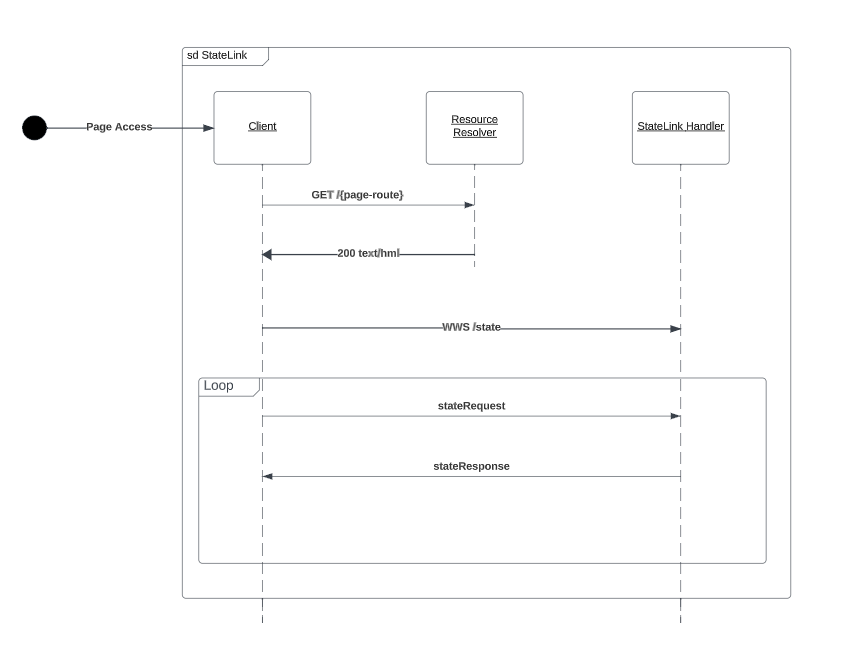 sd StateLink
Page Access
Client
Resource
Resolver
StateLink Handler
GET /{page-route}
200 text/hml
WWS /state
Loop
stateRequest
stateResponse